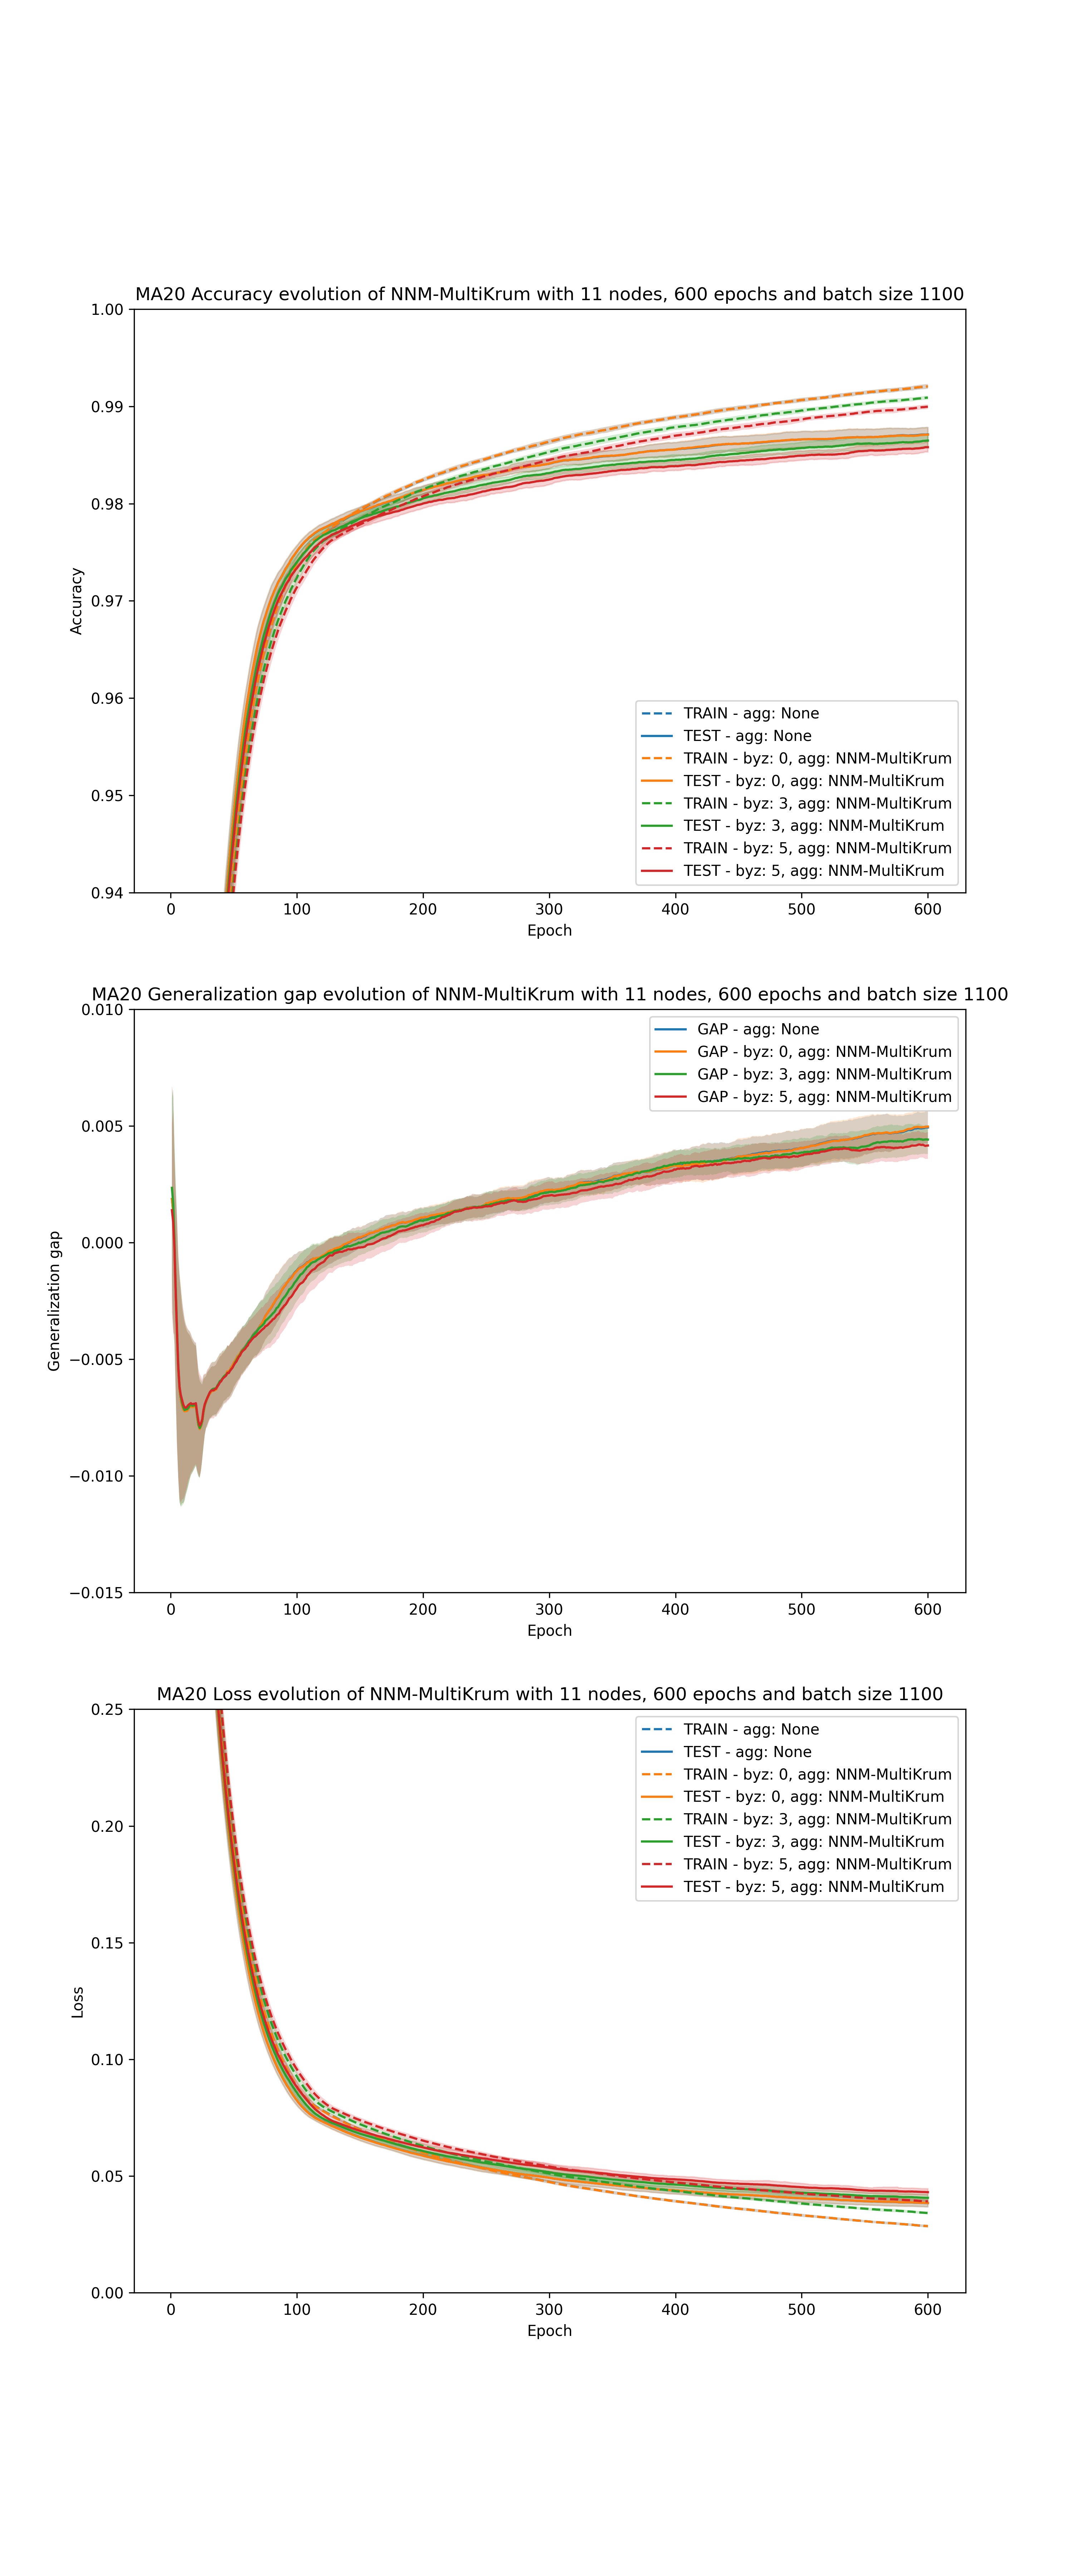 MA20 Accuracy evolution of NNM-MultiKrum with 11 nodes, 600 epochs and batch size 1100
1.00
0.99
0.98
0.97
0.96
0.95
0.94
Accuracy
TRAIN - agg: None
TEST - agg: None
TRAIN - byz: 0, agg: NNM-MultiKrum
TEST - byz: 0, agg: NNM-MultiKrum
TRAIN - byz: 3, agg: NNM-MultiKrum
TEST - byz: 3, agg: NNM-MultiKrum
TRAIN - byz: 5, agg: NNM-MultiKrum
TEST - byz: 5, agg: NNM-MultiKrum
0 100 200 300 400 500 600
Epoch
MA20 Generalization gap evolution of NNM-MultiKrum with 11 nodes, 600 epochs and batch size 1100
0.010
0.005
0.000
−0.005
−0.010
−0.015
Generalization gap
GAP - agg: None
GAP - byz: 0, agg: NNM-MultiKrum
GAP - byz: 3, agg: NNM-MultiKrum
GAP - byz: 5, agg: NNM-MultiKrum
0 100 200 300 400 500 600
Epoch
MA20 Loss evolution of NNM-MultiKrum with 11 nodes, 600 epochs and batch size 1100
0.25
0.20
0.15
0.10
0.05
0.00
Loss
TRAIN - agg: None
TEST - agg: None
TRAIN - byz: 0, agg: NNM-MultiKrum
TEST - byz: 0, agg: NNM-MultiKrum
TRAIN - byz: 3, agg: NNM-MultiKrum
TEST - byz: 3, agg: NNM-MultiKrum
TRAIN - byz: 5, agg: NNM-MultiKrum
TEST - byz: 5, agg: NNM-MultiKrum
0 100 200 300 400 500 600
Epoch